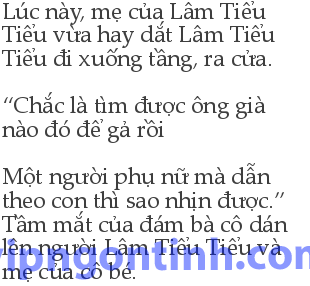 Lúc này, mẹ của Lâm Tiểu
Tiểu vừa hay dắt Lâm Tiểu
Tiểu đi xuống tầng, ra cửa.
“Chắc là tìm được ông già
nào đó để gả rồi
Một người phụ nữ mà dẫn
theo con thì sao nhịn được.”
Tầm mắt của đám bà cô dán
lên người Lâm Tiểu Tiểu và
mẹ của cô bé.
vipngontinh.com